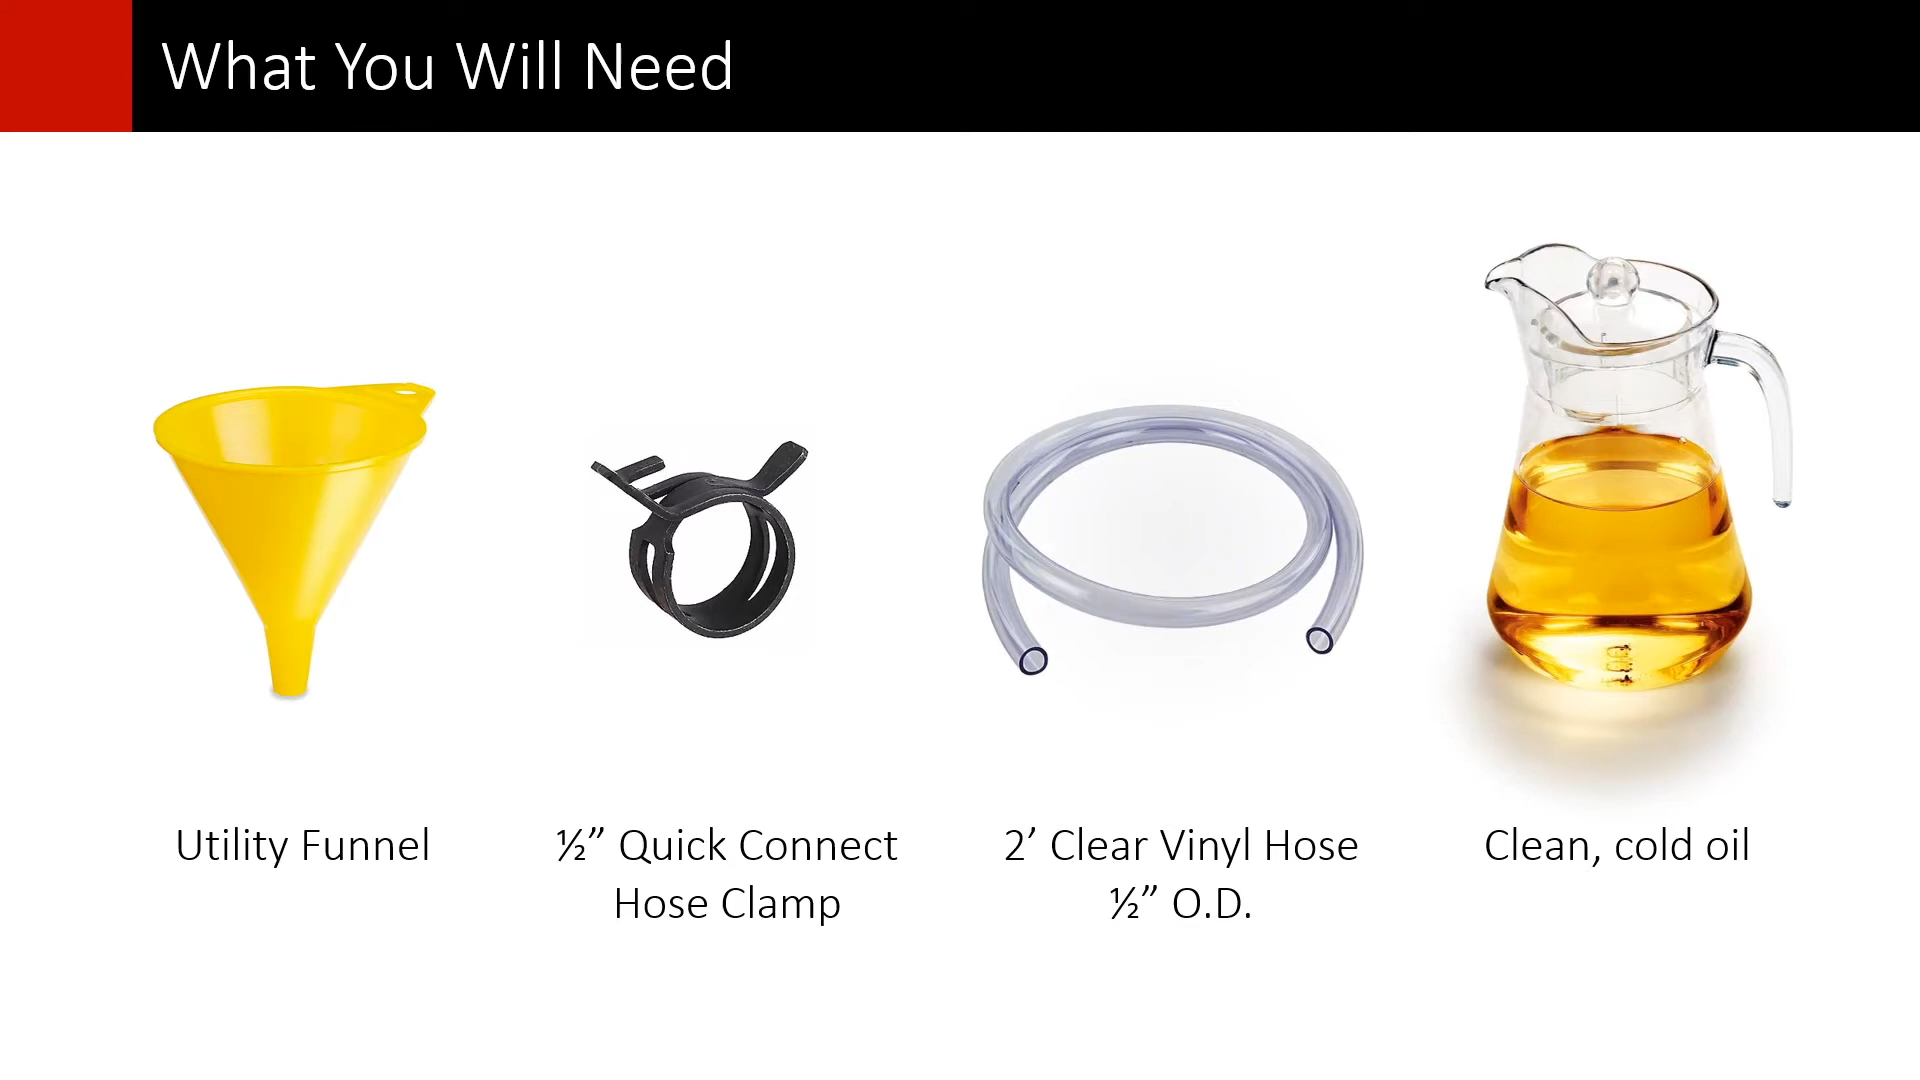 What You Will Need
Utility Funnel
½” Quick Connect
Hose Clamp
2’ Clear Vinyl Hose
½” O.D.
Clean, cold oil